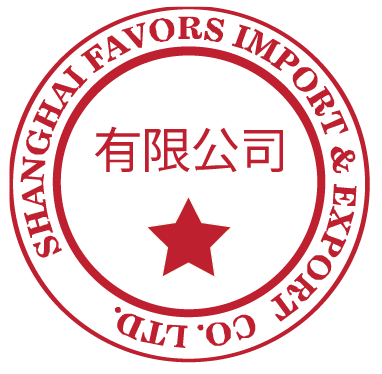 SHANGHAI FAVORS IMPORT & EXPORT CO. LTD.
有限公司